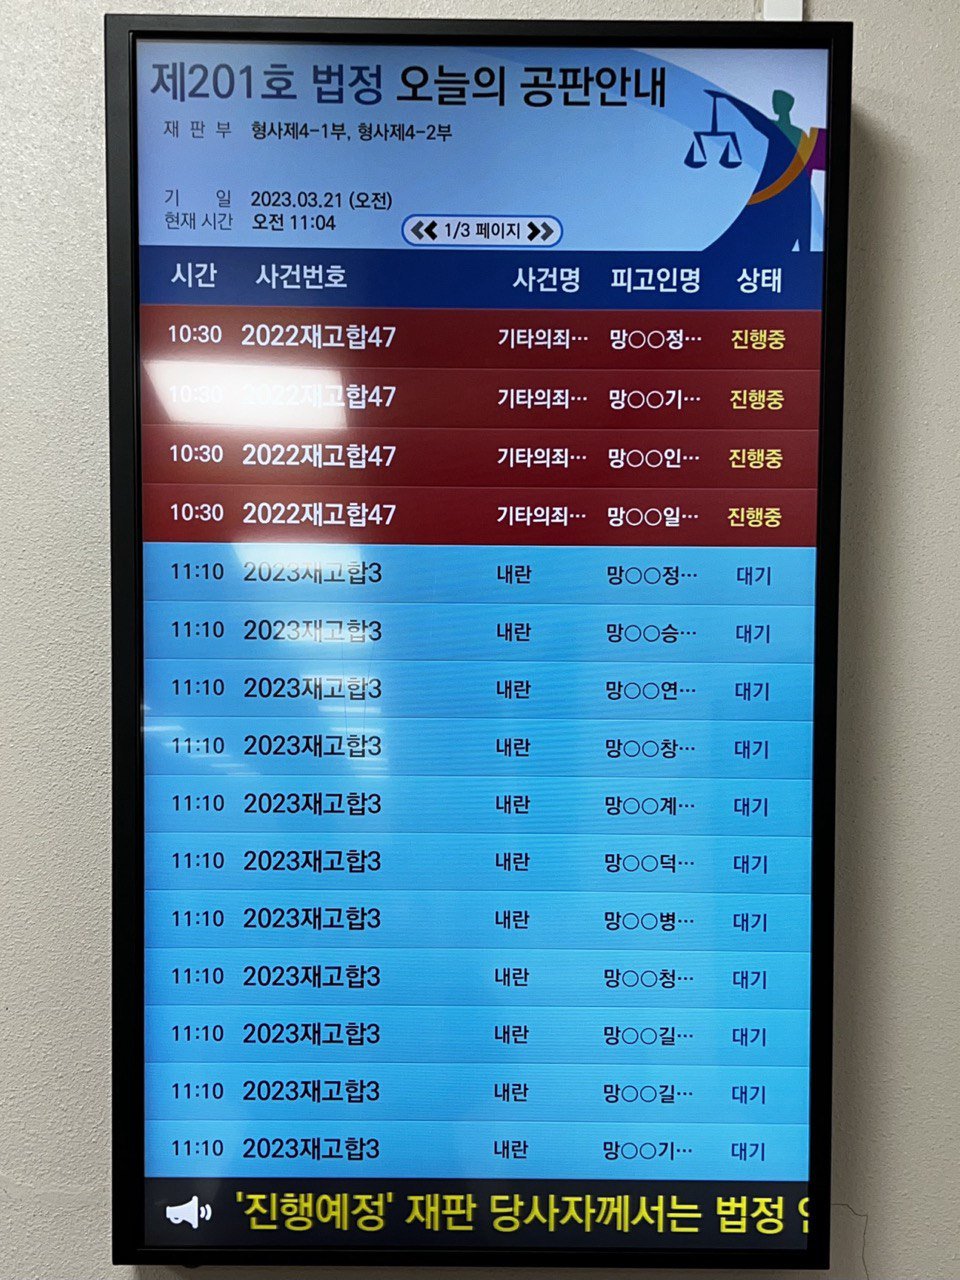 제201호 법정 오늘의 공판안내
재 판 부 형사제4-1부, 형사제4-2부
기 일 2023.03.21 (오전)
현재 시간 오전 11:04
1/3 페이지
시간 사건번호 사건명 피고인명 상태
10:30 2022재고합47 기타의죄… 망○○정… 진행중
10:30 2022재고합47 기타의죄… 망○○기… 진행중
10:30 2022재고합47 기타의죄… 망○○인… 진행중
10:30 2022재고합47 기타의죄… 망○○일… 진행중
11:10 2023재고합3 내란 망○○정… 대기
11:10 2023재고합3 내란 망○○승… 대기
11:10 2023재고합3 내란 망○○연… 대기
11:10 2023재고합3 내란 망○○창… 대기
11:10 2023재고합3 내란 망○○계… 대기
11:10 2023재고합3 내란 망○○덕… 대기
11:10 2023재고합3 내란 망○○병… 대기
11:10 2023재고합3 내란 망○○청… 대기
11:10 2023재고합3 내란 망○○길… 대기
11:10 2023재고합3 내란 망○○길… 대기
11:10 2023재고합3 내란 망○○기… 대기
'진행예정' 재판 당사자께서는 법정